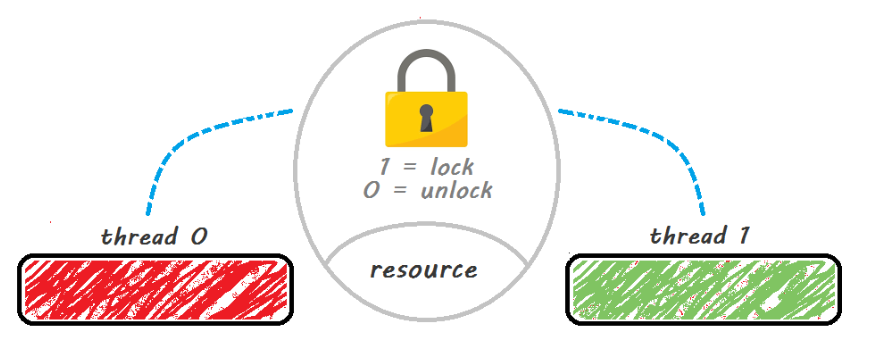 1 = lock
0 = unlock
thread 0
thread 1
resource